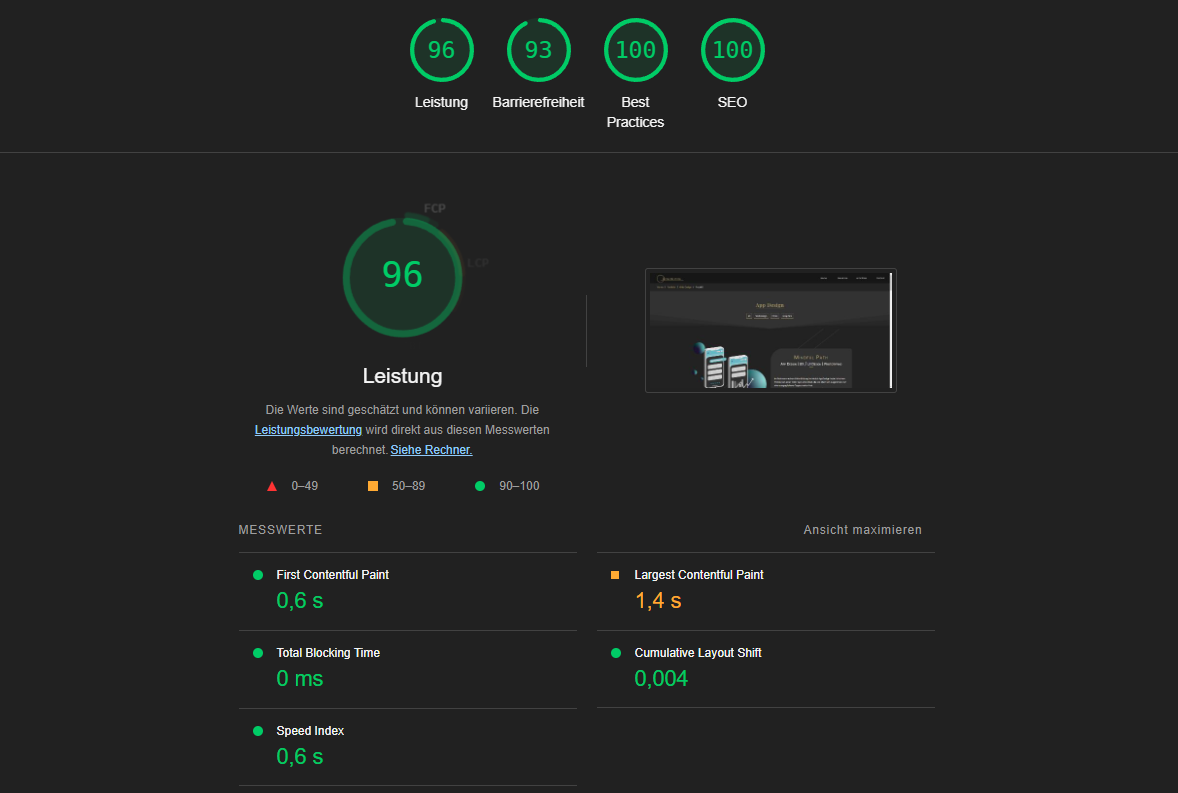 96
93
100
100
Leistung
Barrierefreiheit
Best
Practices
SEO
FCP
LCP
96
Leistung
Die Werte sind geschätzt und können variieren. Die
Leistungsbewertung wird direkt aus diesen Messwerten
berechnet. Siehe Rechner.
0–49
50–89
90–100
App Design
Mindful Path
MESSWERTE
Ansicht maximieren
First Contentful Paint
0,6 s
Largest Contentful Paint
1,4 s
Total Blocking Time
0 ms
Cumulative Layout Shift
0,004
Speed Index
0,6 s